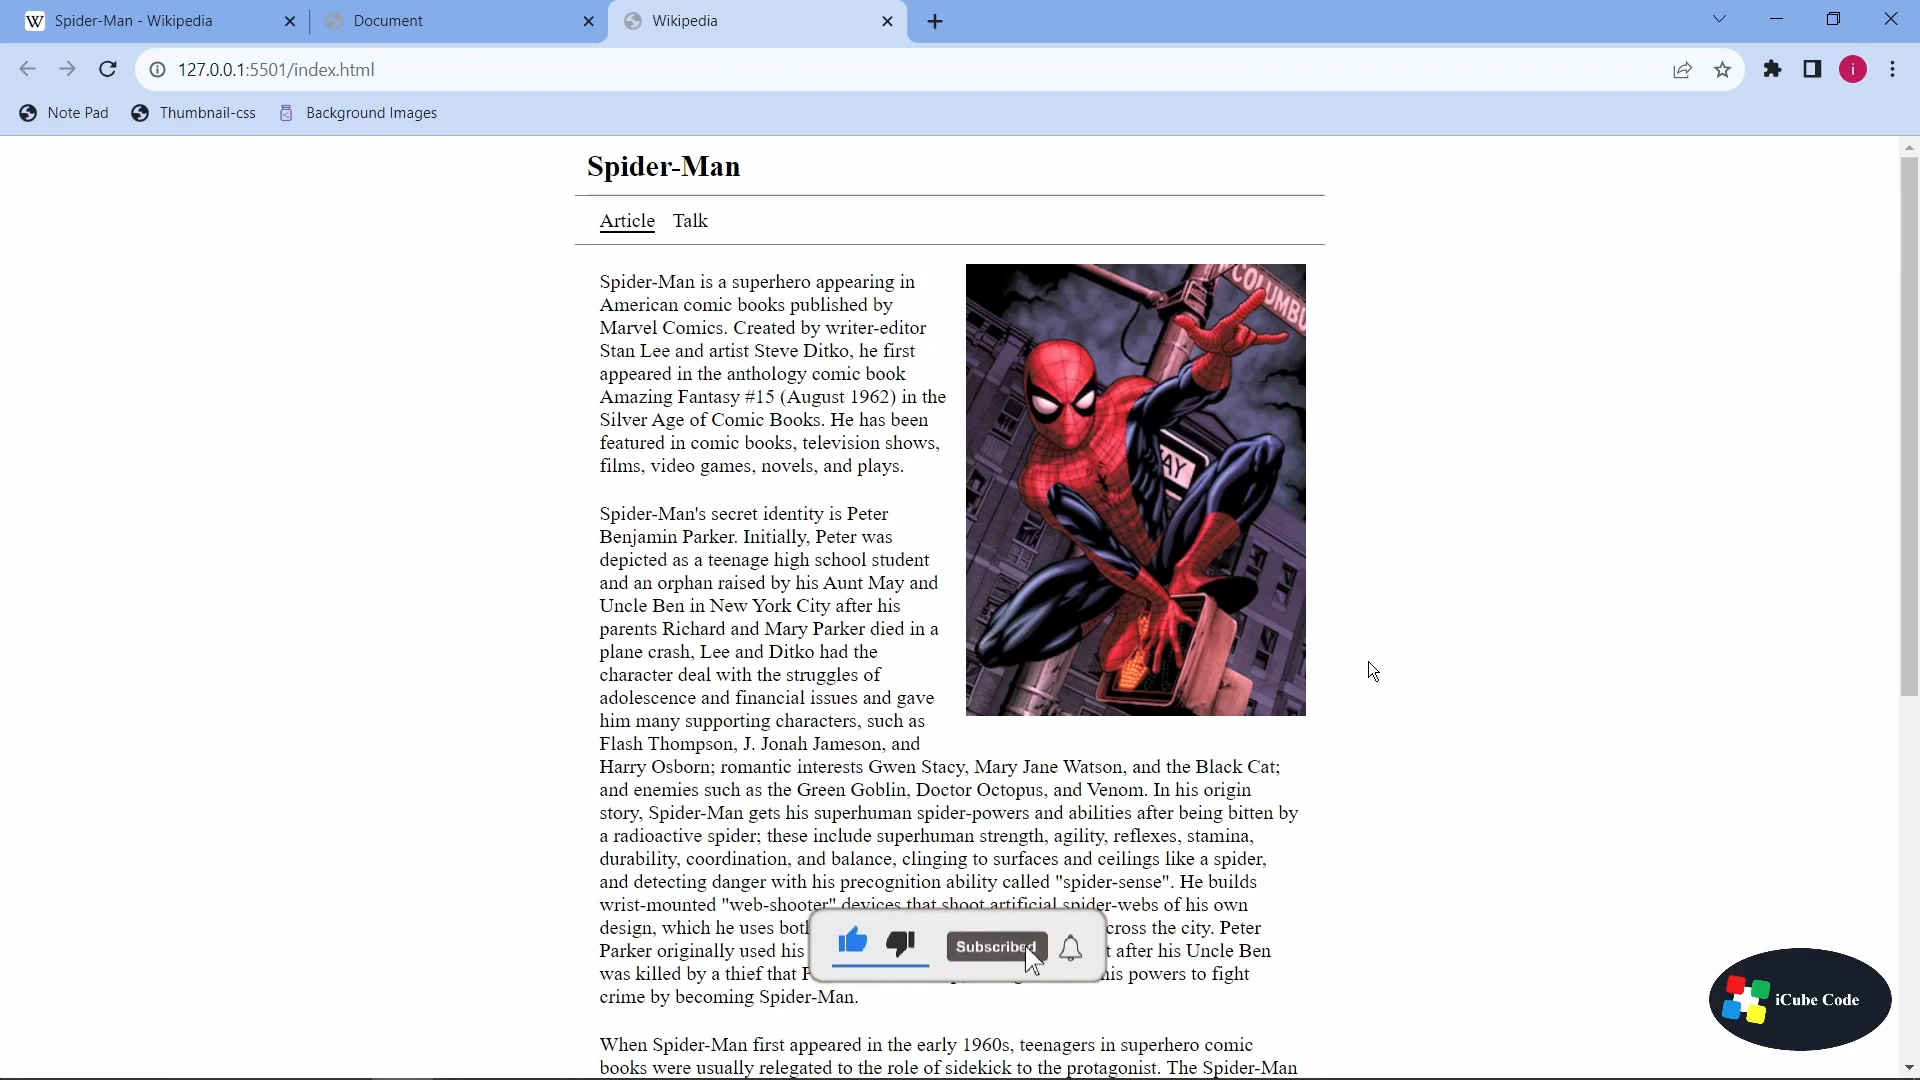 Spider-Man - Wikipedia
Document
Wikipedia
127.0.0.1:5501/index.html
i
Note Pad
Thumbnail-css
Background Images
Spider-Man
Article Talk
Spider-Man is a superhero appearing in
American comic books published by
Marvel Comics. Created by writer-editor
Stan Lee and artist Steve Ditko, he first
appeared in the anthology comic book
Amazing Fantasy #15 (August 1962) in the
Silver Age of Comic Books. He has been
featured in comic books, television shows,
films, video games, novels, and plays.
COLUMBU
WAY
Spider-Man's secret identity is Peter
Benjamin Parker. Initially, Peter was
depicted as a teenage high school student
and an orphan raised by his Aunt May and
Uncle Ben in New York City after his
parents Richard and Mary Parker died in a
plane crash, Lee and Ditko had the
character deal with the struggles of
adolescence and financial issues and gave
him many supporting characters, such as
Flash Thompson, J. Jonah Jameson, and
Harry Osborn; romantic interests Gwen Stacy, Mary Jane Watson, and the Black Cat;
and enemies such as the Green Goblin, Doctor Octopus, and Venom. In his origin
story, Spider-Man gets his superhuman spider-powers and abilities after being bitten by
a radioactive spider; these include superhuman strength, agility, reflexes, stamina,
durability, coordination, and balance, clinging to surfaces and ceilings like a spider,
and detecting danger with his precognition ability called "spider-sense". He builds
wrist-mounted "web-shooter" devices that shoot artificial spider-webs of his own
design, which he uses both cross the city. Peter
Parker originally used his after his Uncle Ben
was killed by a thief that his powers to fight
crime by becoming Spider-Man.
When Spider-Man first appeared in the early 1960s, teenagers in superhero comic
books were usually relegated to the role of sidekick to the protagonist. The Spider-Man
Subscribed
iCube Code